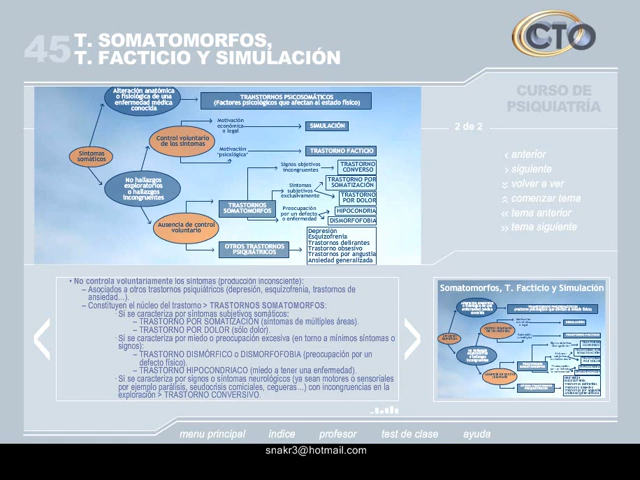 45 T. SOMATOMORFOS,
T. FACTICIO Y SIMULACIÓN
CTO
CURSO DE
PSIQUIATRÍA
2 de 2
anterior
siguiente
volver a ver
comenzar tema
tema anterior
tema siguiente
Síntomas
somáticos
Alteración anatómica
o fisiológica de una
enfermedad médica
conocida
TRANSTORNOS PSICOSOMÁTICOS
(Factores psicológicos que afectan al estado físico)
No hallazgos
exploratorios
o hallazgos
incongruentes
Control voluntario
de los síntomas
Motivación
económica
o legal
SIMULACIÓN
Motivación
"psicológica"
TRASTORNO FACTICIO
Ausencia de control
voluntario
TRASTORNOS
SOMATOMORFOS
Signos objetivos
incongruentes
TRASTORNO
CONVERSO
Síntomas
subjetivos
exclusivamente
TRASTORNO POR
SOMATIZACIÓN
TRASTORNO
POR DOLOR
Preocupación
por un defecto
o enfermedad
HIPOCONDRIA
DISMORFOFOBIA
OTROS TRASTORNOS
PSIQUIÁTRICOS
Depresión
Esquizofrenia
Trastornos delirantes
Trastorno obsesivo
Trastornos por angustia
Ansiedad generalizada
• No controla voluntariamente los síntomas (producción inconsciente):
– Asociados a otros trastornos psiquiátricos (depresión, esquizofrenia, trastornos de
ansiedad...).
– Constituyen el núcleo del trastorno > TRASTORNOS SOMATOMORFOS:
· Si se caracteriza por síntomas subjetivos somáticos:
– TRASTORNO POR SOMATIZACIÓN (síntomas de múltiples áreas).
– TRASTORNO POR DOLOR (sólo dolor).
· Si se caracteriza por miedo o preocupación excesiva (en torno a mínimos síntomas o
signos):
– TRASTORNO DISMÓRFICO o DISMORFOFOBIA (preocupación por un
defecto físico).
– TRASTORNO HIPOCONDRIACO (miedo a tener una enfermedad).
· Si se caracteriza por signos o síntomas neurológicos (ya sean motores o sensoriales
por ejemplo parálisis, seudocrisis comiciales, cegueras...) con incongruencias en la
exploración > TRASTORNO CONVERSIVO.
Somatomorfos, T. Facticio y Simulación
menu principal
índice
profesor
test de clase
ayuda
snakr3@hotmail.com